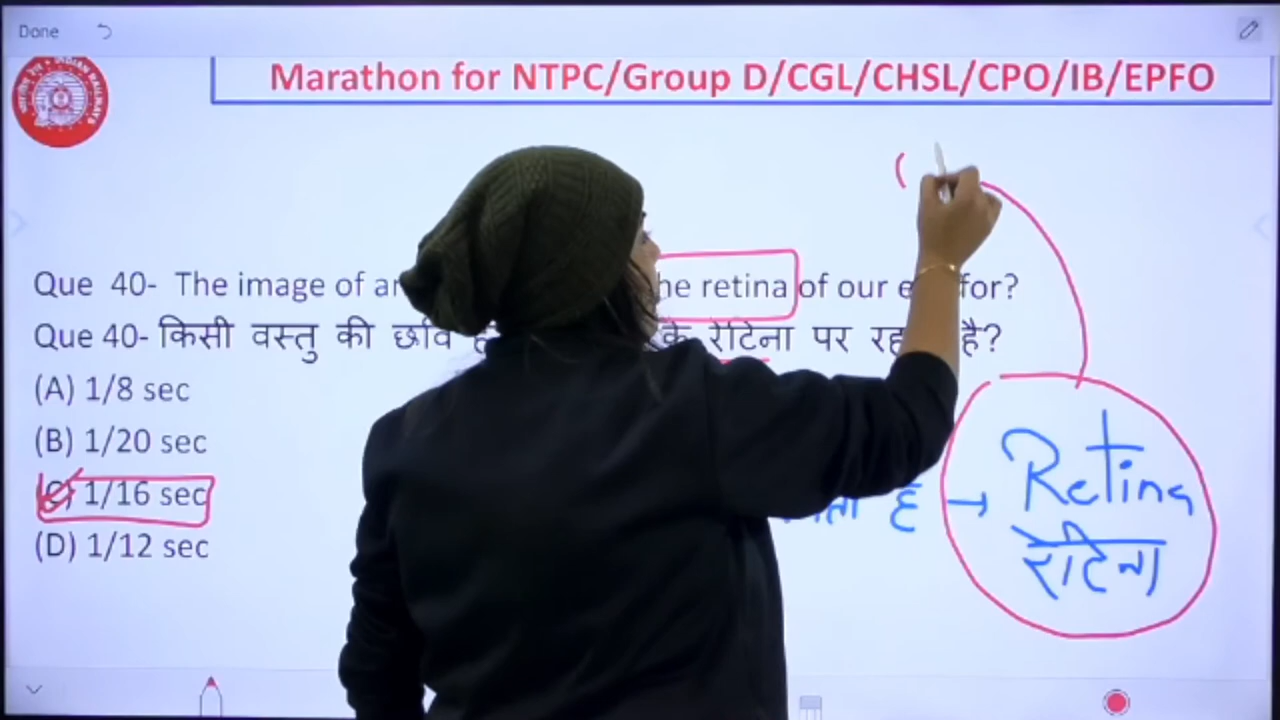 Done
Marathon for NTPC/Group D/CGL/CHSL/CPO/IB/EPFO
Que 40- The image of he retina of our for?
Que 40- किसी वस्तु की छवि के रेटिना पर है?
(A) 1/8 sec
(B) 1/20 sec
(C) 1/16 sec
(D) 1/12 sec
है → Retina
रेटिना